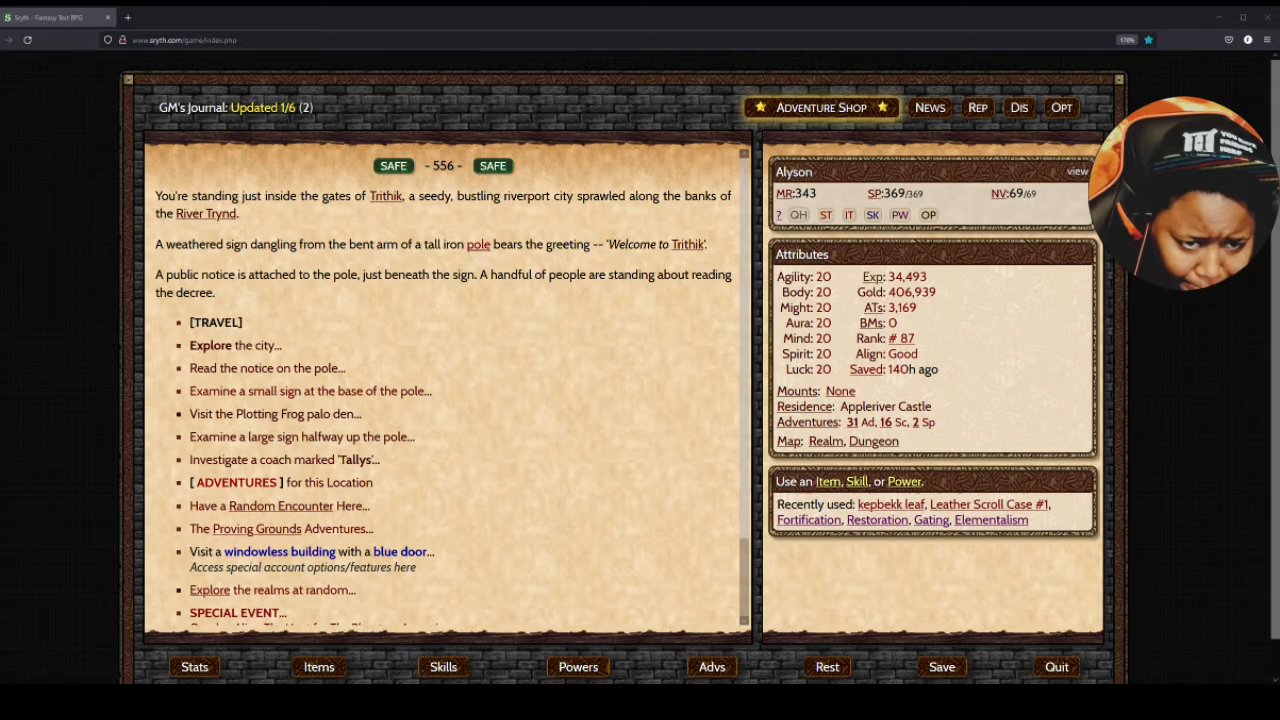 Sryth - Fantasy Text RPG
www.sryth.com/game/index.php
170%
GM's Journal: Updated 1/6 (2)
ADVENTURE SHOP
NEWS
REP
DIS
OPT
SAFE - 556 - SAFE
You're standing just inside the gates of Trithik, a seedy, bustling riverport city sprawled along the banks of
the River Trynd.
A weathered sign dangling from the bent arm of a tall iron pole bears the greeting -- 'Welcome to Trithik'.
A public notice is attached to the pole, just beneath the sign. A handful of people are standing about reading
the decree.
[TRAVEL]
Explore the city...
Read the notice on the pole...
Examine a small sign at the base of the pole...
Visit the Plotting Frog palo den...
Examine a large sign halfway up the pole...
Investigate a coach marked 'Tallys'...
[ ADVENTURES ] for this Location
Have a Random Encounter Here...
The Proving Grounds Adventures...
Visit a windowless building with a blue door...
Access special account options/features here
Explore the realms at random...
SPECIAL EVENT...
Alyson
view
MR:343 SP:369/369 NV:69/69
? QH ST IT SK PW OP
Attributes
Agility: 20 Exp: 34,493
Body: 20 Gold: 406,939
Might: 20 ATs: 3,169
Aura: 20 BMs: 0
Mind: 20 Rank: # 87
Spirit: 20 Align: Good
Luck: 20 Saved: 140h ago
Mounts: None
Residence: Appleriver Castle
Adventures: 31 Ad, 16 Sc, 2 Sp
Map: Realm, Dungeon
Use an Item, Skill, or Power.
Recently used: kepbekk leaf, Leather Scroll Case #1,
Fortification, Restoration, Gating, Elementalism
Stats
Items
Skills
Powers
Advs
Rest
Save
Quit